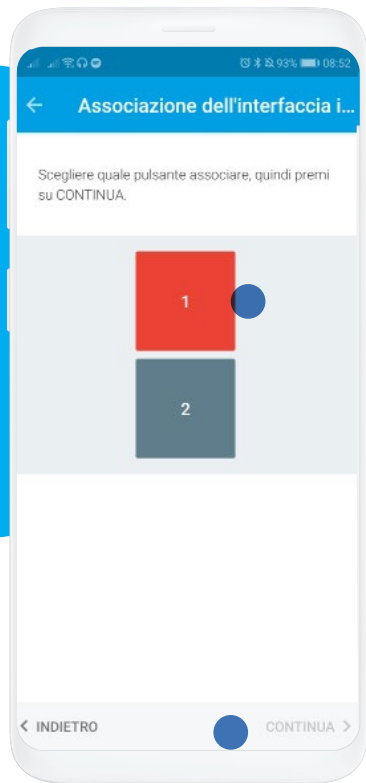 93% 08:52
Associazione dell'interfaccia i...
Scegliere quale pulsante associare, quindi premi
su CONTINUA.
1
2
INDIETRO CONTINUA